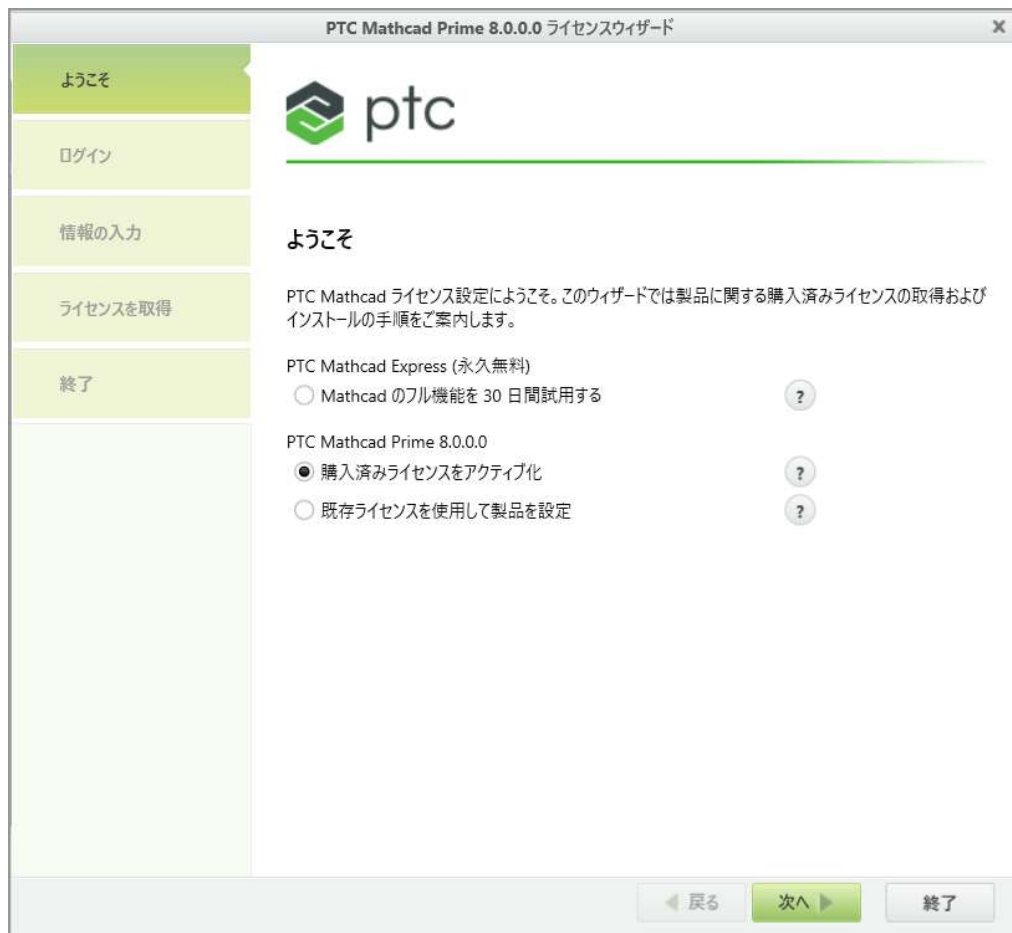 PTC Mathcad Prime 8.0.0.0 ライセンスウィザード
ようこそ
ログイン
情報の入力
ライセンスを取得
終了
ptc
ようこそ
PTC Mathcad ライセンス設定にようこそ。このウィザードでは製品に関する購入済みライセンスの取得および
インストールの手順をご案内します。
PTC Mathcad Express (永久無料)
Mathcad のフル機能を 30 日間試用する
?
PTC Mathcad Prime 8.0.0.0
購入済みライセンスをアクティブ化
?
既存ライセンスを使用して製品を設定
?
戻る
次へ
終了